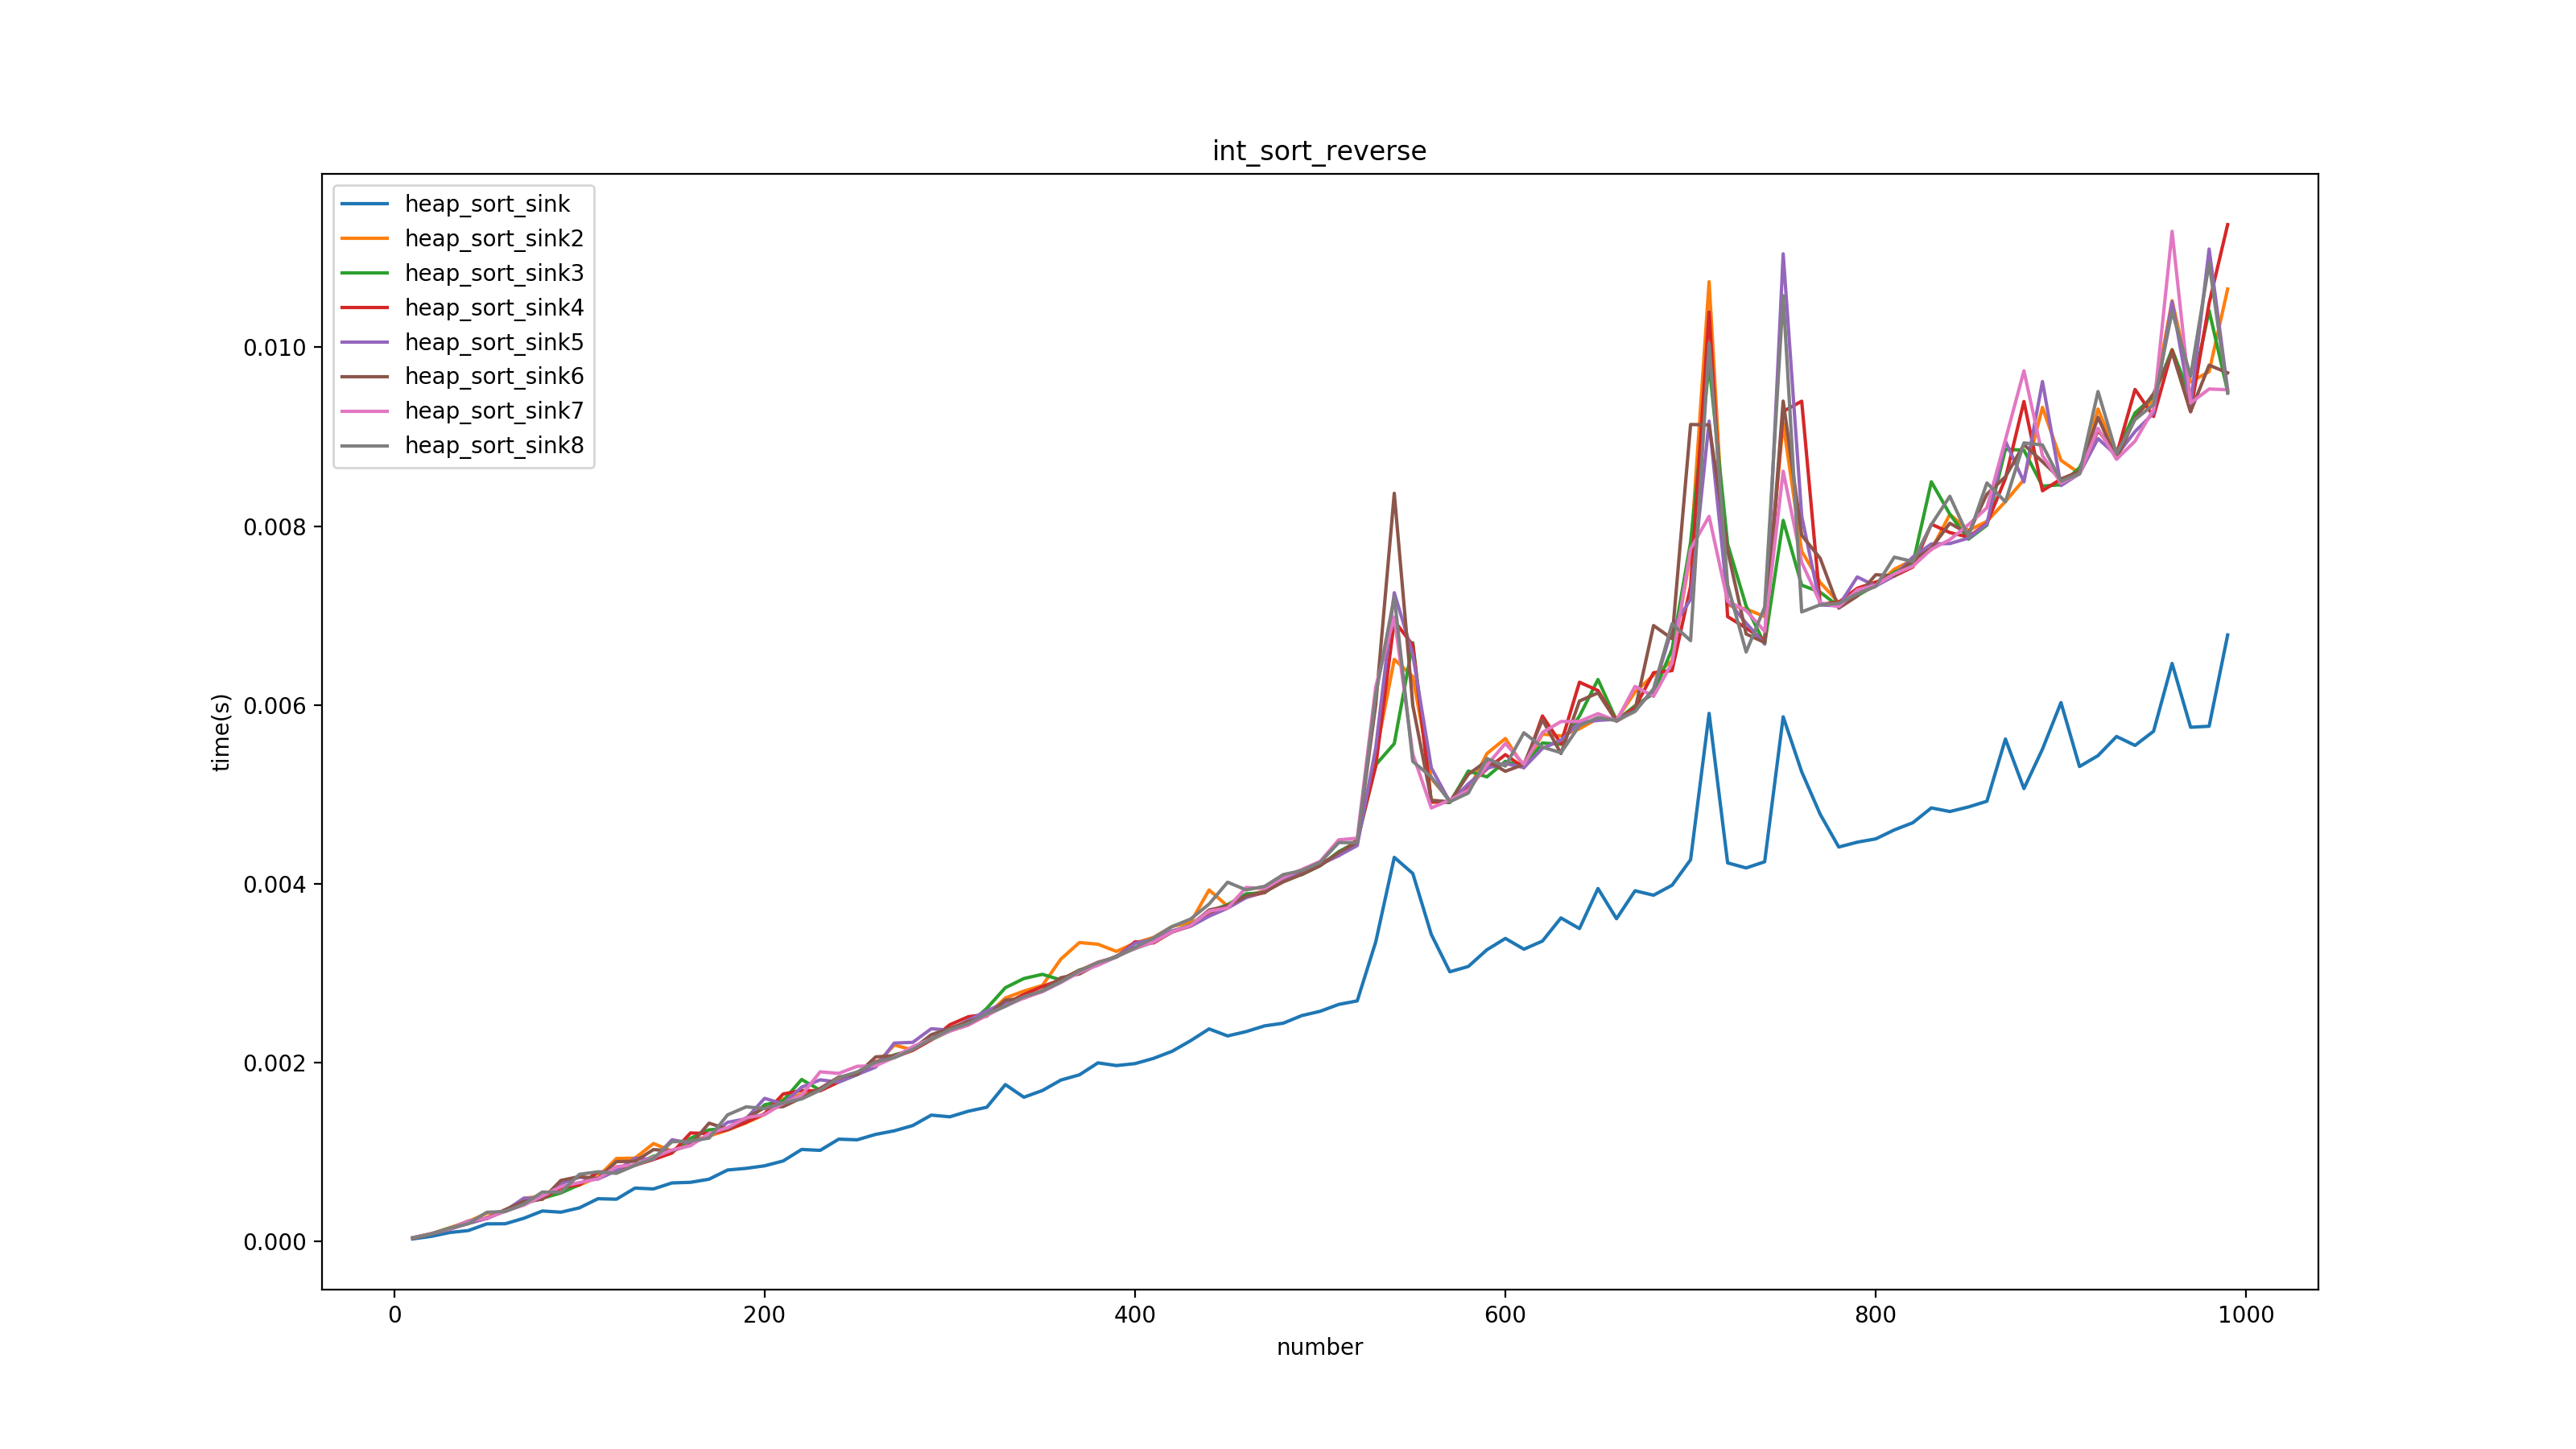 int_sort_reverse
heap_sort_sink
heap_sort_sink2
heap_sort_sink3
heap_sort_sink4
heap_sort_sink5
heap_sort_sink6
heap_sort_sink7
heap_sort_sink8
time(s)
0.010
0.008
0.006
0.004
0.002
0.000
0
200
400
600
800
1000
number